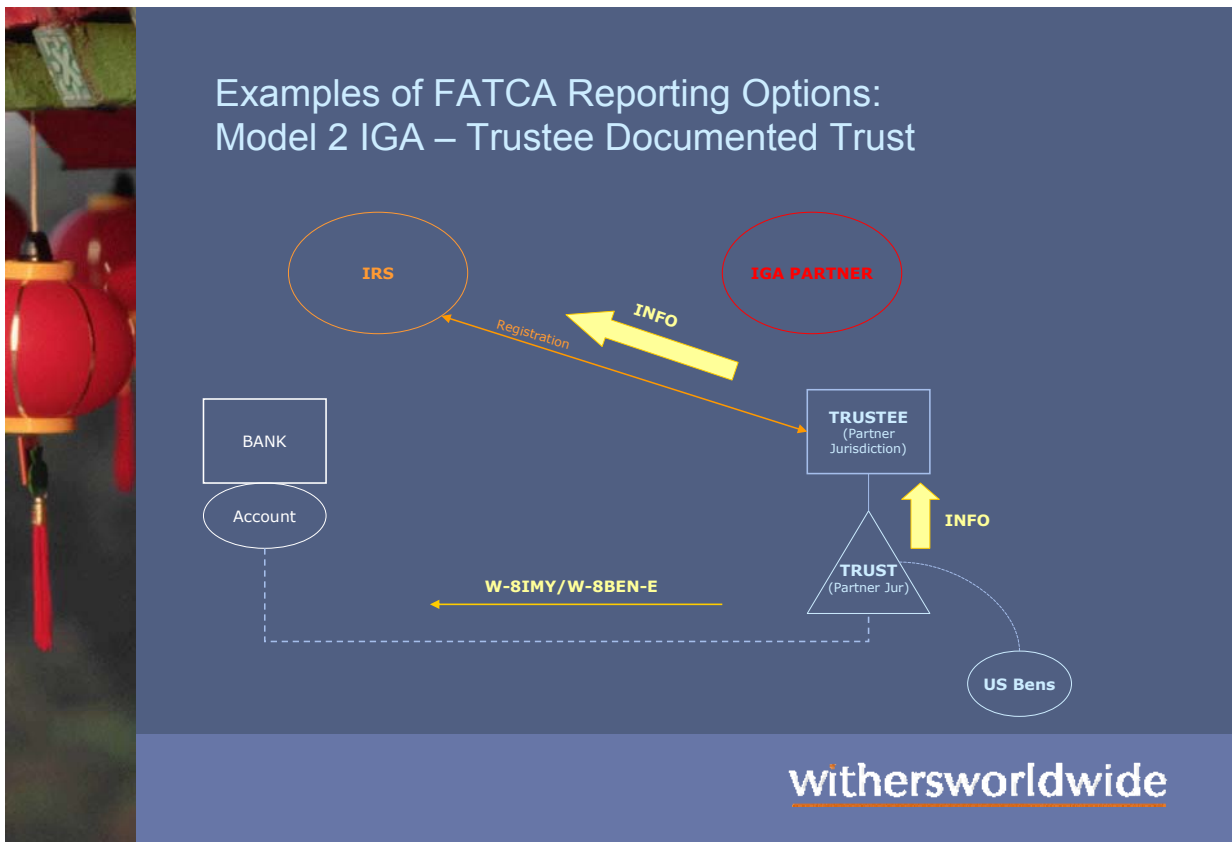 Examples of FATCA Reporting Options:
Model 2 IGA – Trustee Documented Trust
IRS
IGA PARTNER
INFO
Registration
TRUSTEE
(Partner
Jurisdiction)
BANK
Account
INFO
W-8IMY/W-8BEN-E
TRUST
(Partner Jur)
US Bens
withersworldwide